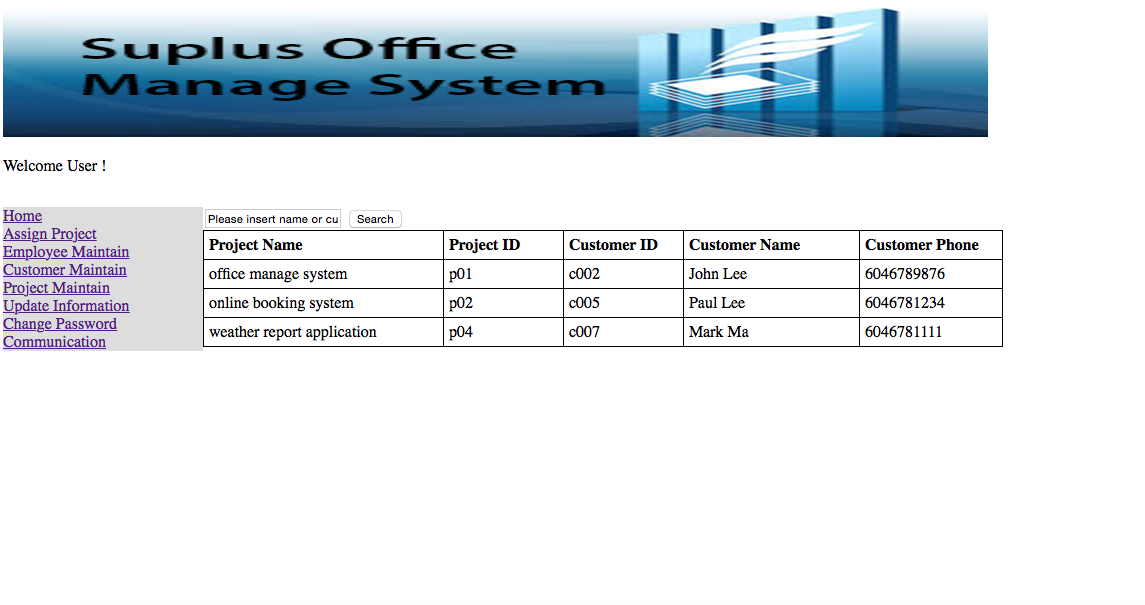 Suplus Office
Manage System
Welcome User !
Home
Assign Project
Employee Maintain
Customer Maintain
Project Maintain
Update Information
Change Password
Communication
Please insert name or cu Search
Project Name Project ID Customer ID Customer Name Customer Phone
office manage system p01 c002 John Lee 6046789876
online booking system p02 c005 Paul Lee 6046781234
weather report application p04 c007 Mark Ma 6046781111